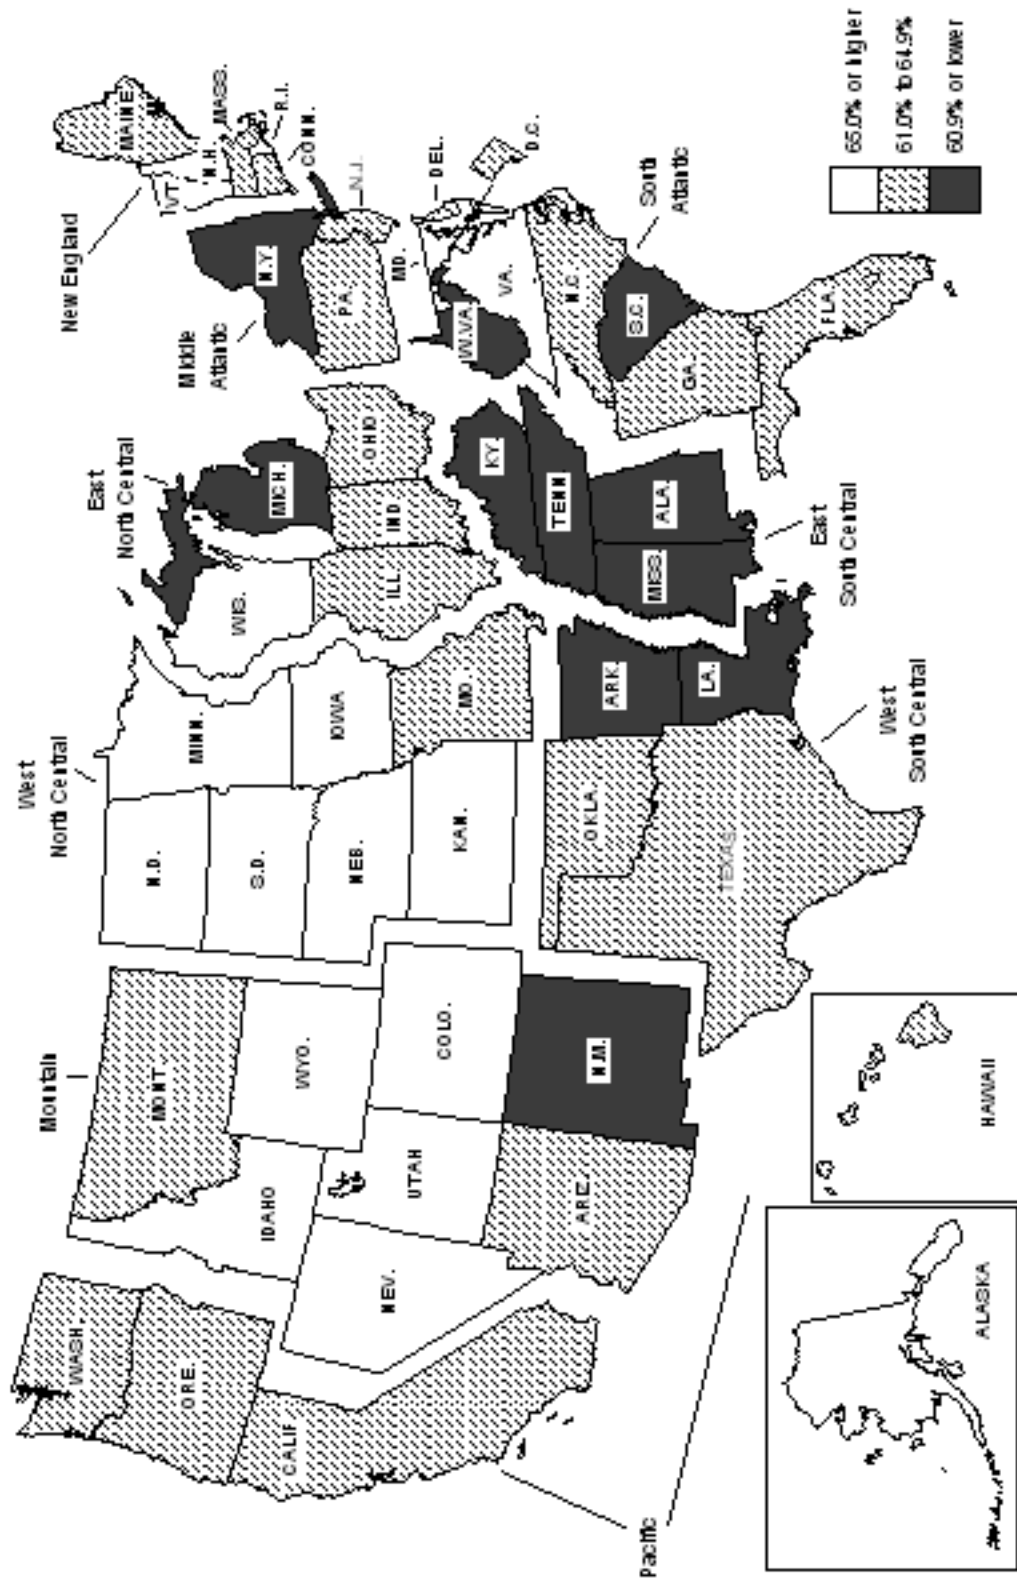 New England
Middle
Atlantic
East
North Central
West
North Central
Mountain
WASH.
MONT.
N.D.
MINN.
MAINE
VT.
N.H.
MASS.
R.I.
CONN.
N.Y.
N.J.
PA.
MICH.
WIS.
ORE.
IDAHO
WYO.
S.D.
IOWA
NEB.
ILL.
IND.
OHIO
MD.
DEL.
D.C.
W.VA.
VA.
CALIF.
NEV.
UTAH
COLO.
KAN.
MO.
KY.
N.C.
TENN.
S.C.
ARIZ.
N.M.
OKLA.
ARK.
MISS.
ALA.
GA.
TEXAS
LA.
FLA.
South
Atlantic
East
South Central
West
South Central
Pacific
ALASKA
HAWAII
65.0% or higher
61.0% to 64.9%
60.9% or lower